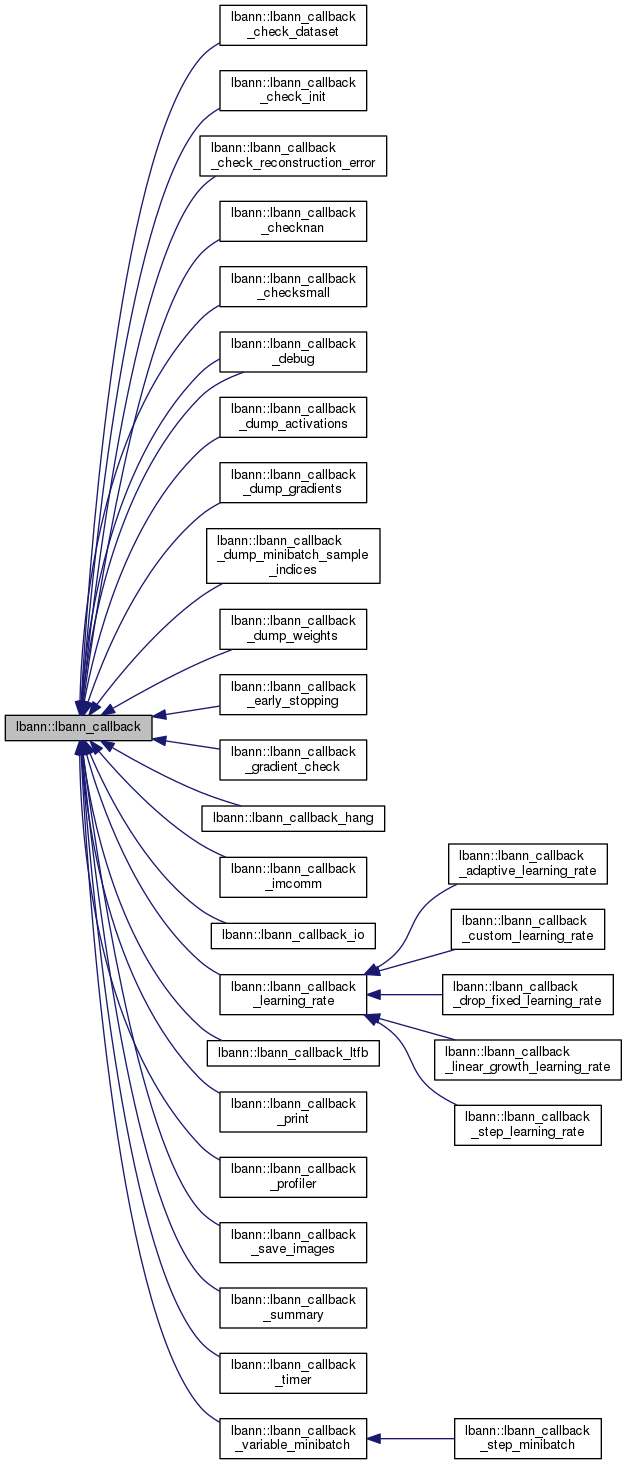 lbann::lbann_callback
_check_dataset
lbann::lbann_callback
_check_init
lbann::lbann_callback
_check_reconstruction_error
lbann::lbann_callback
_checknan
lbann::lbann_callback
_checksmall
lbann::lbann_callback
_debug
lbann::lbann_callback
_dump_activations
lbann::lbann_callback
_dump_gradients
lbann::lbann_callback
_dump_minibatch_sample
_indices
lbann::lbann_callback
_dump_weights
lbann::lbann_callback
_early_stopping
lbann::lbann_callback
lbann::lbann_callback
_gradient_check
lbann::lbann_callback_hang
lbann::lbann_callback
_imcomm
lbann::lbann_callback_io
lbann::lbann_callback
_learning_rate
lbann::lbann_callback
_adaptive_learning_rate
lbann::lbann_callback
_custom_learning_rate
lbann::lbann_callback
_drop_fixed_learning_rate
lbann::lbann_callback
_linear_growth_learning_rate
lbann::lbann_callback
_step_learning_rate
lbann::lbann_callback_ltfb
lbann::lbann_callback
_print
lbann::lbann_callback
_profiler
lbann::lbann_callback
_save_images
lbann::lbann_callback
_summary
lbann::lbann_callback
_timer
lbann::lbann_callback
_variable_minibatch
lbann::lbann_callback
_step_minibatch